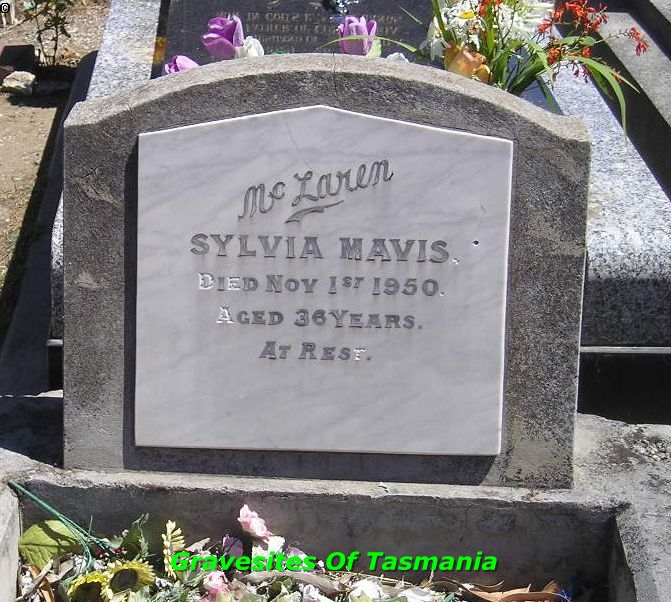 ©
McLaren
SYLVIA MAVIS.
DIED NOV 1ST 1950.
AGED 36 YEARS.
AT REST.
Gravesites Of Tasmania